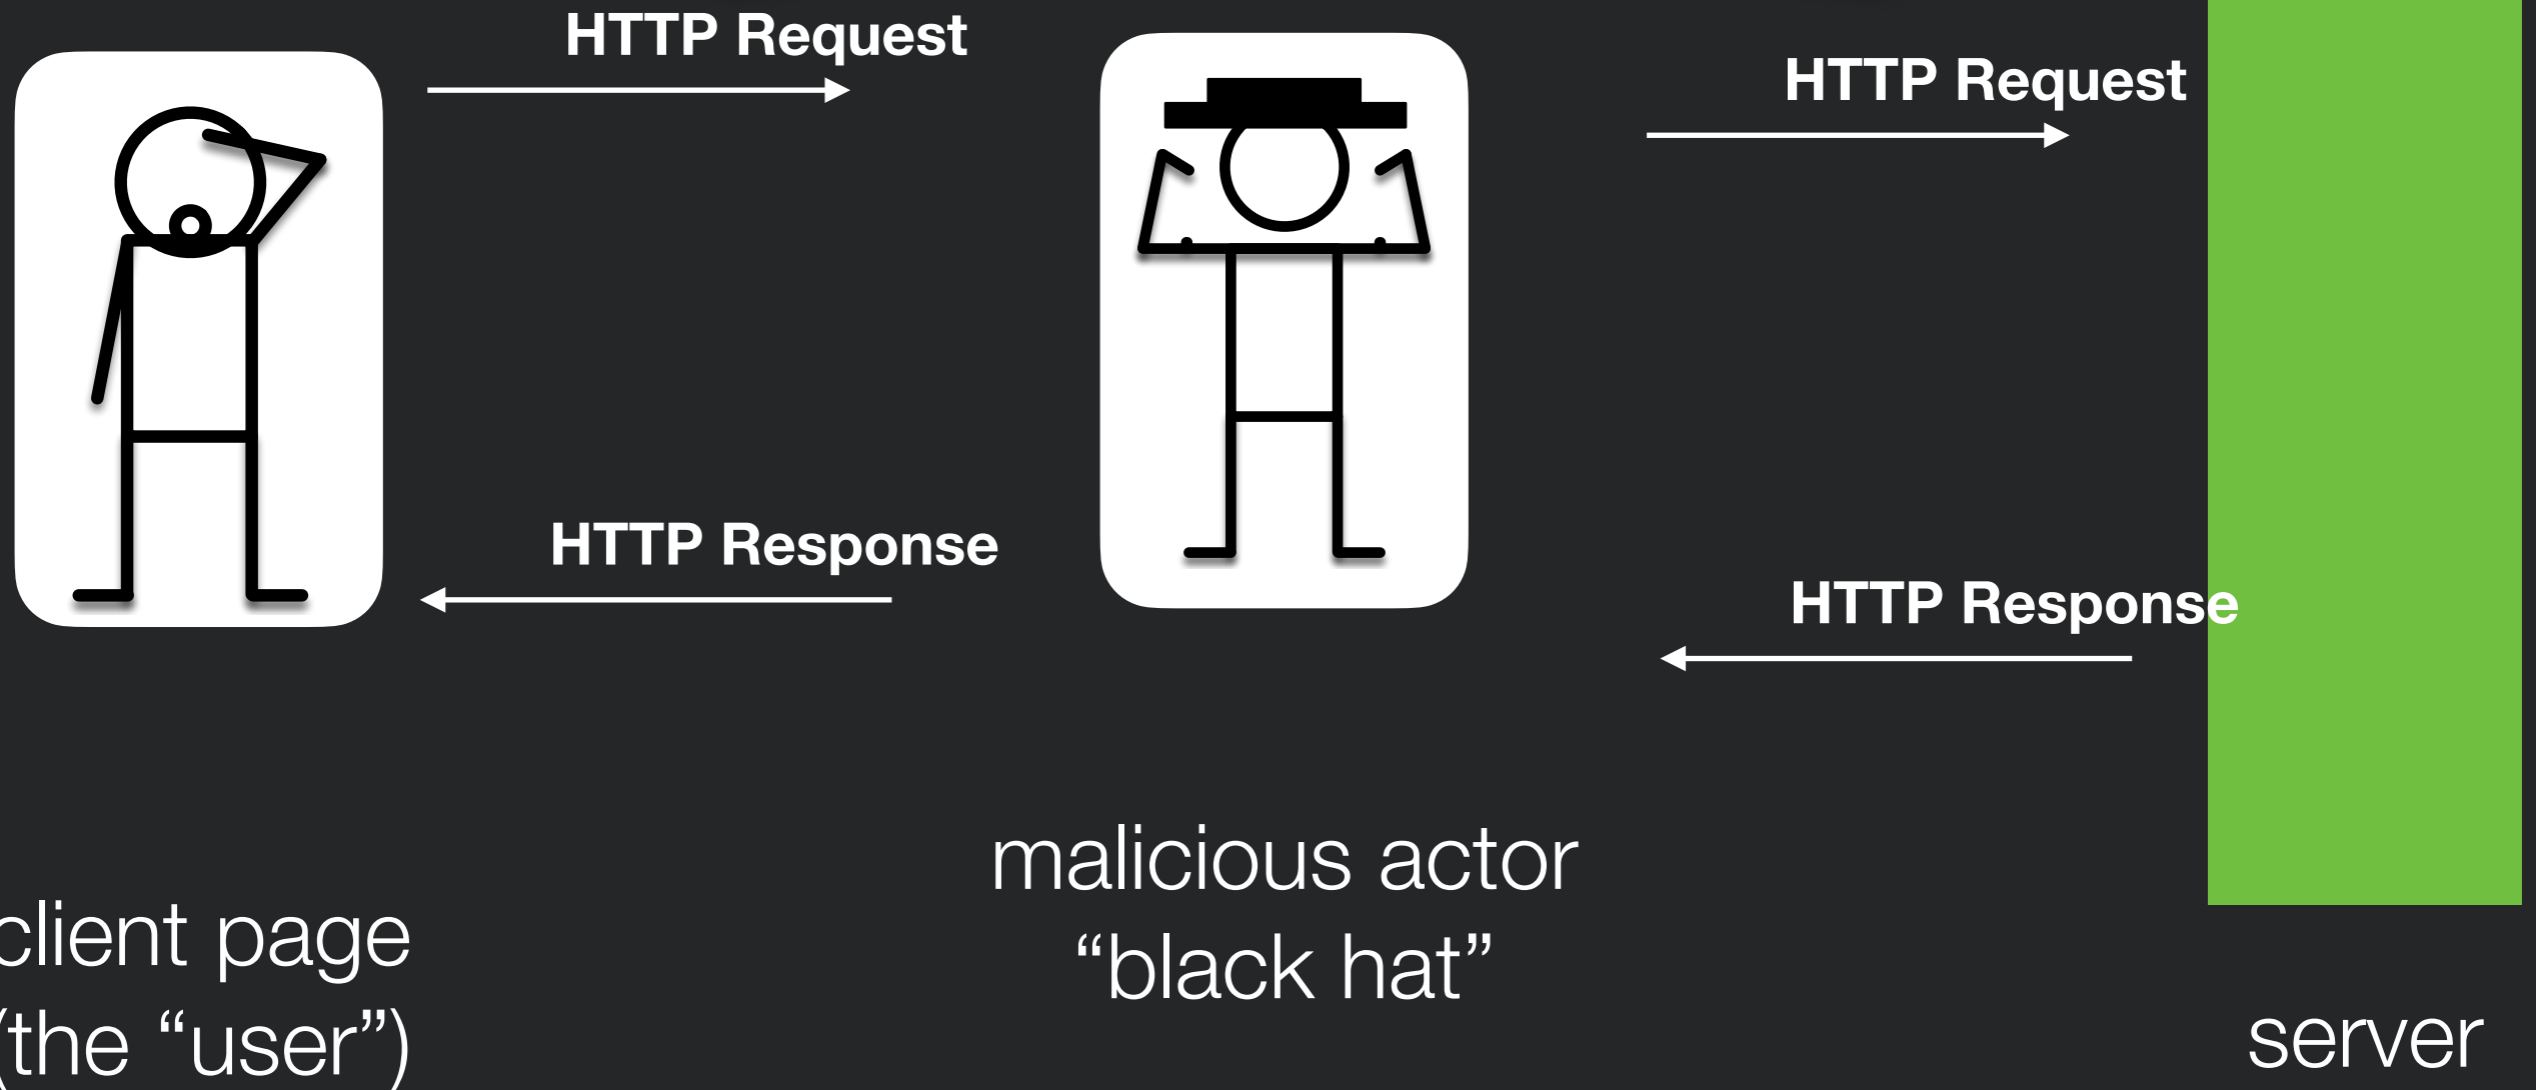 HTTP Request
HTTP Request
HTTP Response
HTTP Response
malicious actor
“black hat”
client page
(the “user”)
server